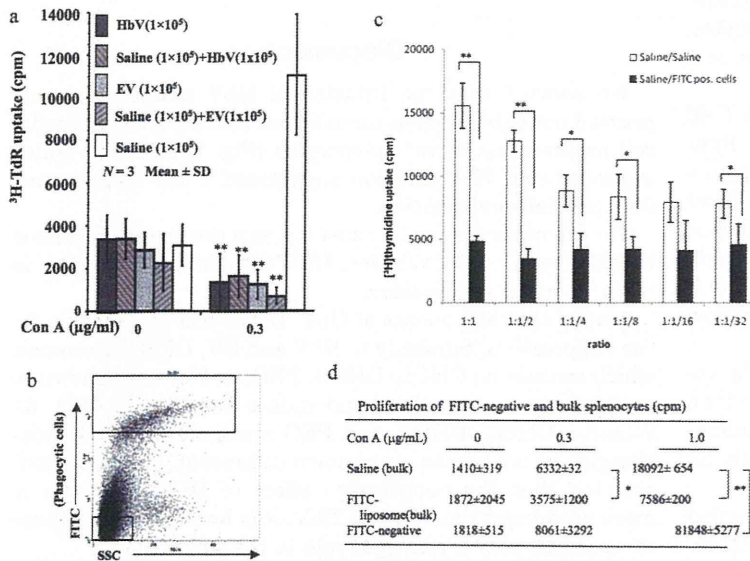 a
³H-TdR uptake (cpm)
14000
12000
10000
8000
6000
4000
2000
0
HbV(1×10⁵)
Saline (1×10⁵)+HbV(1x10⁵)
EV (1×10⁵)
Saline (1×10⁵)+EV(1x10⁵)
Saline (1×10⁵)
N = 3 Mean ± SD
** ** ** **
Con A (μg/ml) 0 0.3
b
(Phagocytic cells)
FITC
SSC
c
[³H]thymidine uptake (cpm)
20000
15000
10000
5000
0
Saline/Saline
Saline/FITC pos. cells
**
**
*
*
*
1:1 1:1/2 1:1/4 1:1/8 1:1/16 1:1/32
ratio
d
Proliferation of FITC-negative and bulk splenocytes (cpm)
Con A (μg/mL) 0 0.3 1.0
Saline (bulk) 1410±319 6332±32 18092± 654
FITC- 1872±2045 3575±1200 * 7586±200 **
liposome(bulk)
FITC-negative 1818±515 8061±3292 81848±5277